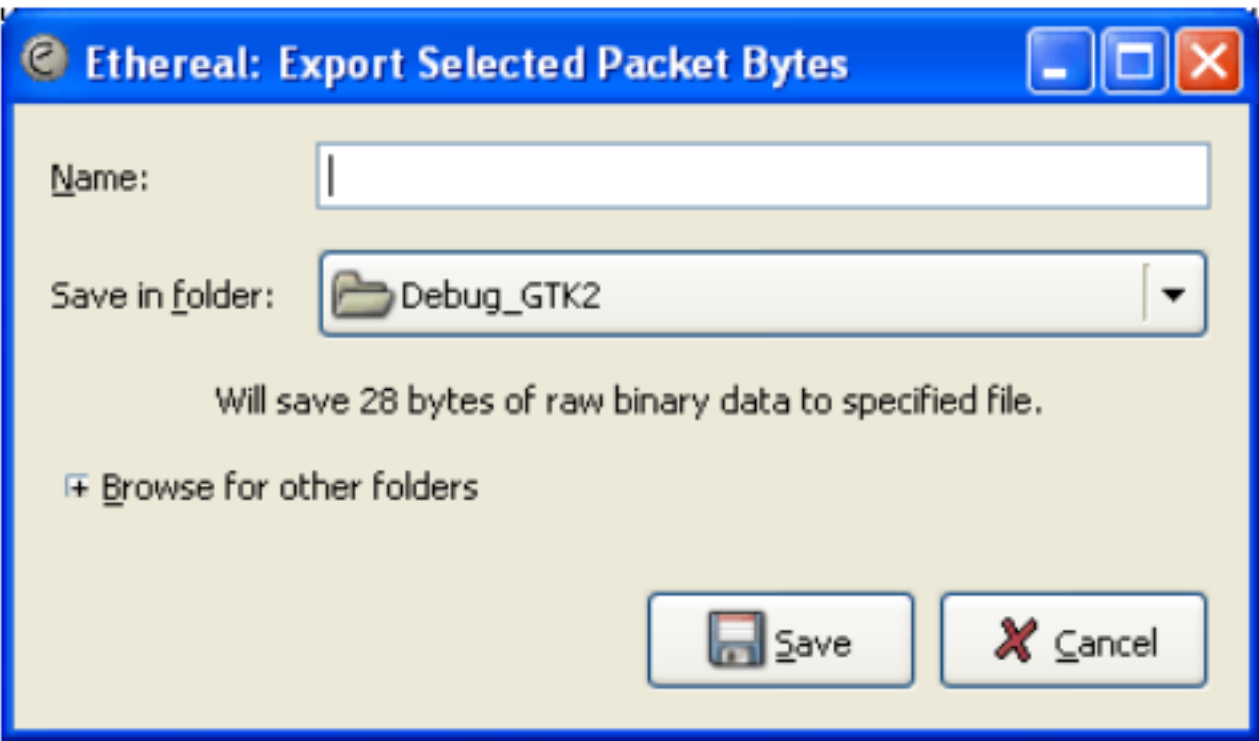 Ethereal: Export Selected Packet Bytes
Name:
Save in folder: Debug_GTK2
Will save 28 bytes of raw binary data to specified file.
Browse for other folders
Save Cancel